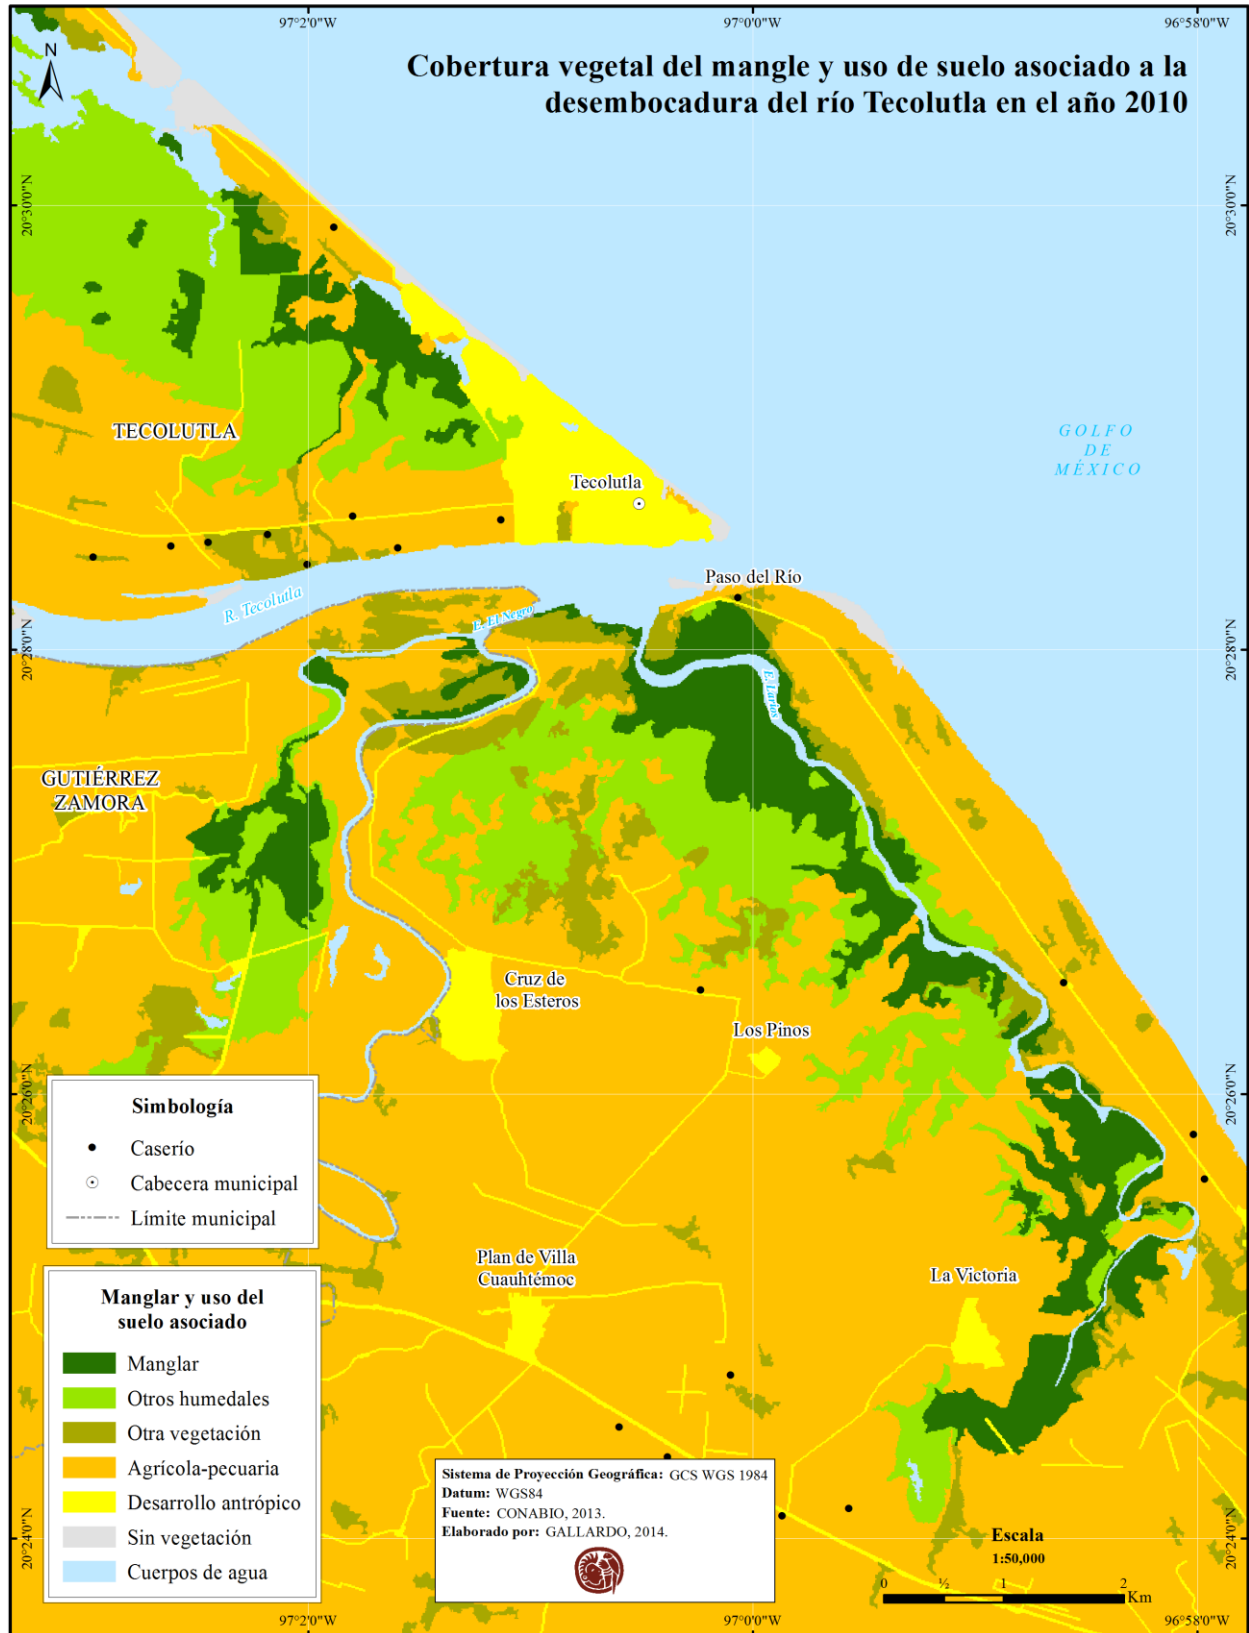 97°2'0"W
97°0'0"W
96°58'0"W
N
Cobertura vegetal del mangle y uso de suelo asociado a la
desembocadura del río Tecolutla en el año 2010
20°30'0"N
20°30'0"N
TECOLUTLA
GOLFO
DE
MÉXICO
Tecolutla
Paso del Río
R. Tecolutla
E. El Negro
20°28'0"N
20°28'0"N
E. Larios
GUTIÉRREZ
ZAMORA
Cruz de
los Esteros
Los Pinos
20°26'0"N
20°26'0"N
Simbología
Caserío
Cabecera municipal
Límite municipal
Plan de Villa
Cuauhtémoc
La Victoria
Manglar y uso del
suelo asociado
Manglar
Otros humedales
Otra vegetación
Agrícola-pecuaria
Desarrollo antrópico
Sin vegetación
Cuerpos de agua
Sistema de Proyección Geográfica: GCS WGS 1984
Datum: WGS84
Fuente: CONABIO, 2013.
Elaborado por: GALLARDO, 2014.
20°24'0"N
20°24'0"N
Escala
1:50,000
0 ½ 1 2
Km
97°2'0"W
97°0'0"W
96°58'0"W